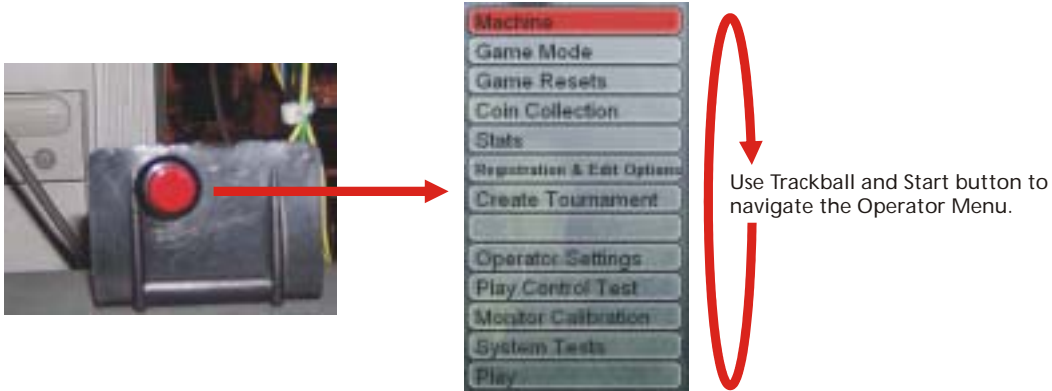 Machine
Game Mode
Game Resets
Coin Collection
Stats
Registration & Edit Options
Create Tournament
Operator Settings
Play Control Test
Monitor Calibration
System Tests
Play
Use Trackball and Start button to
navigate the Operator Menu.